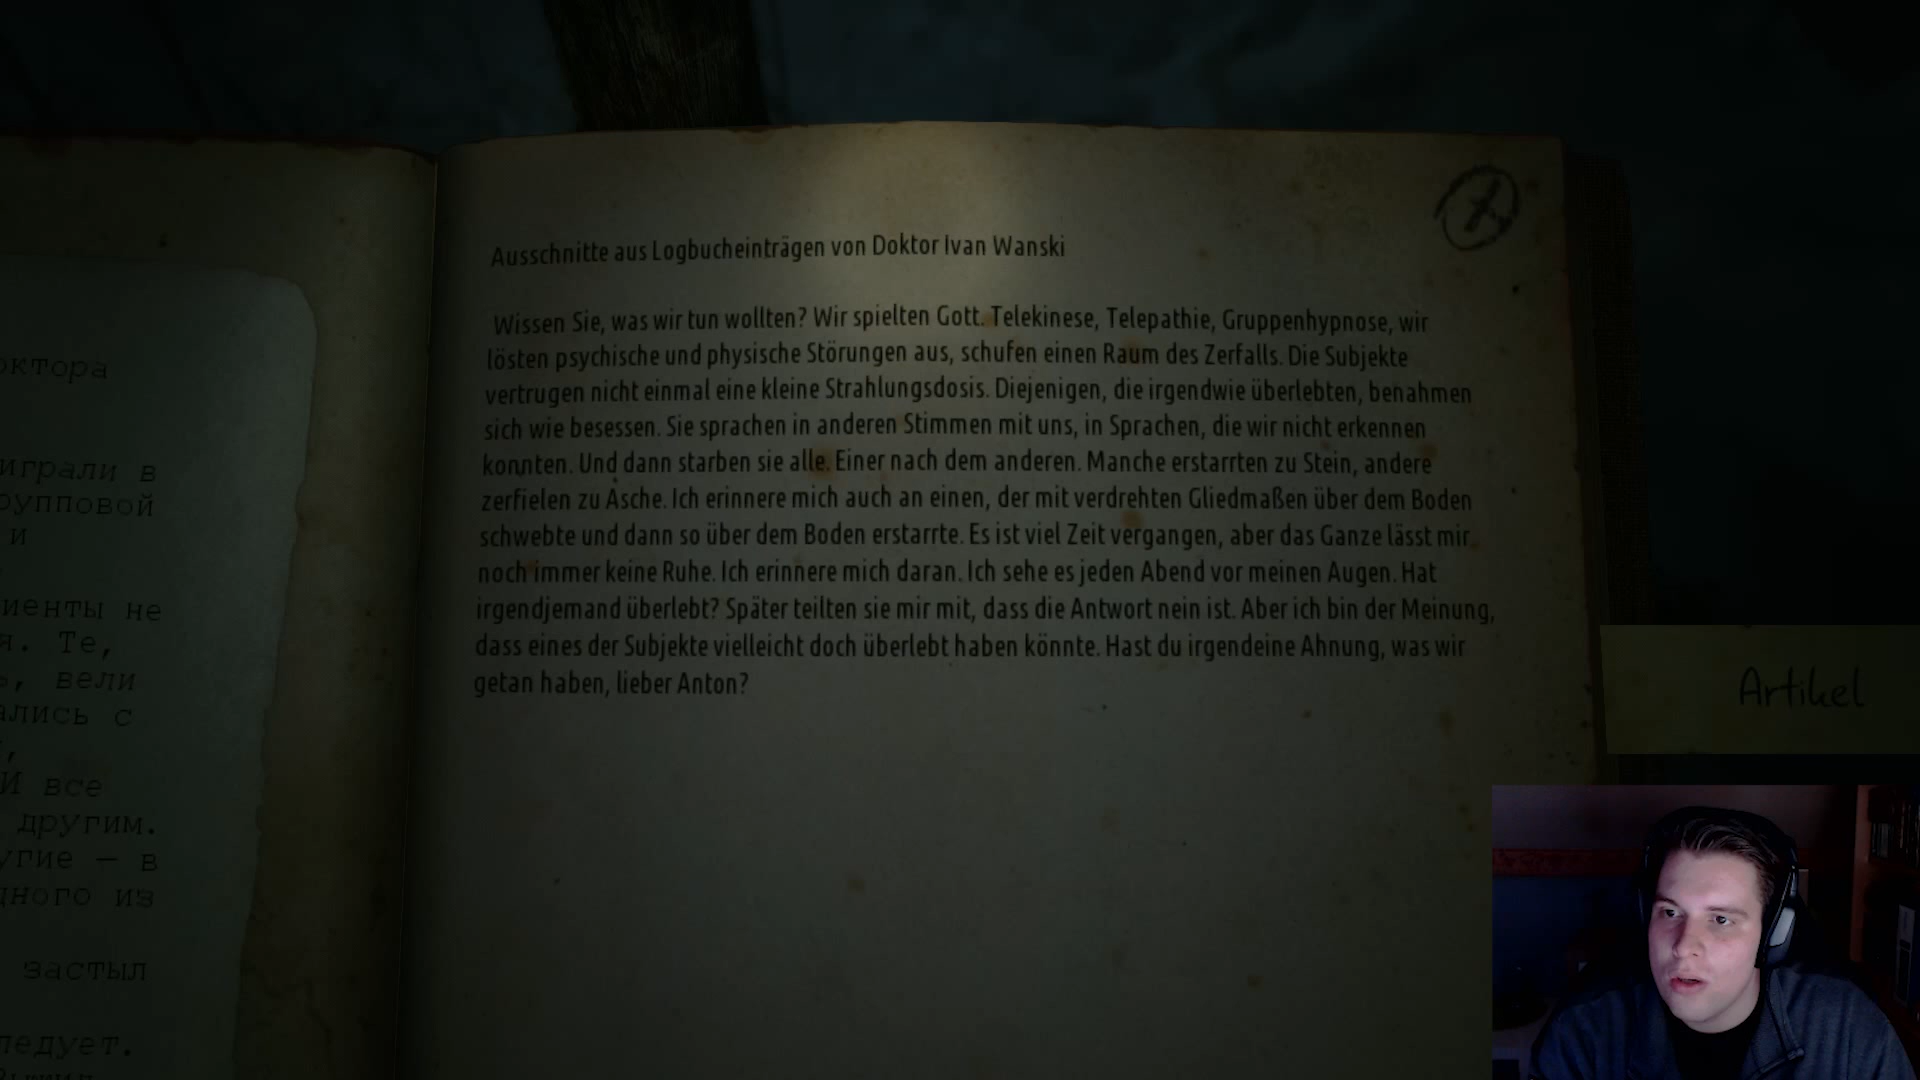 Ausschnitte aus Logbucheinträgen von Doktor Ivan Wanski
Wissen Sie, was wir tun wollten? Wir spielten Gott. Telekinese, Telepathie, Gruppenhypnose, wir
lösten psychische und physische Störungen aus, schufen einen Raum des Zerfalls. Die Subjekte
vertrugen nicht einmal eine kleine Strahlungsdosis. Diejenigen, die irgendwie überlebten, benahmen
sich wie besessen. Sie sprachen in anderen Stimmen mit uns, in Sprachen, die wir nicht erkennen
konnten. Und dann starben sie alle. Einer nach dem anderen. Manche erstarrten zu Stein, andere
zerfielen zu Asche. Ich erinnere mich auch an einen, der mit verdrehten Gliedmaßen über dem Boden
schwebte und dann so über dem Boden erstarrte. Es ist viel Zeit vergangen, aber das Ganze lässt mir
noch immer keine Ruhe. Ich erinnere mich daran. Ich sehe es jeden Abend vor meinen Augen. Hat
irgendjemand überlebt? Später teilten sie mir mit, dass die Antwort nein ist. Aber ich bin der Meinung,
dass eines der Subjekte vielleicht doch überlebt haben könnte. Hast du irgendeine Ahnung, was wir
getan haben, lieber Anton?
Artikel
играли в
и
не
Те,
вели
с
И все
другим.
— в
из
застыл